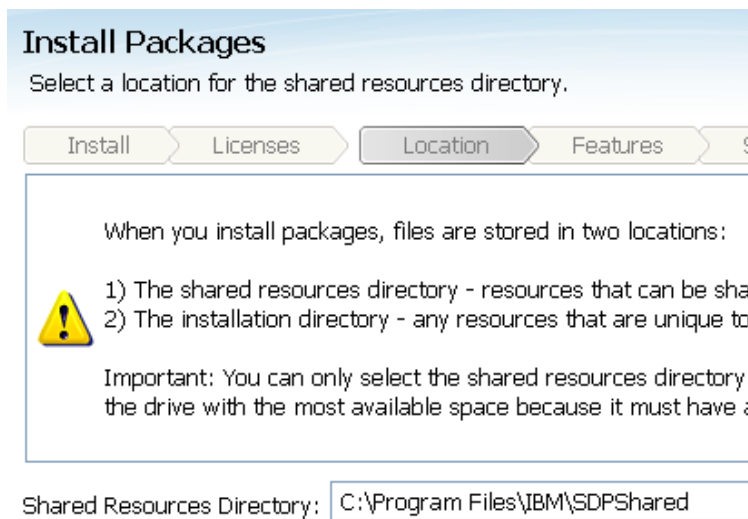 Install Packages
Select a location for the shared resources directory.
Install Licenses Location Features
When you install packages, files are stored in two locations:
1) The shared resources directory - resources that can be
2) The installation directory - any resources that are unique to
Important: You can only select the shared resources directory
the drive with the most available space because it must have
Shared Resources Directory: C:\Program Files\IBM\SDPShared